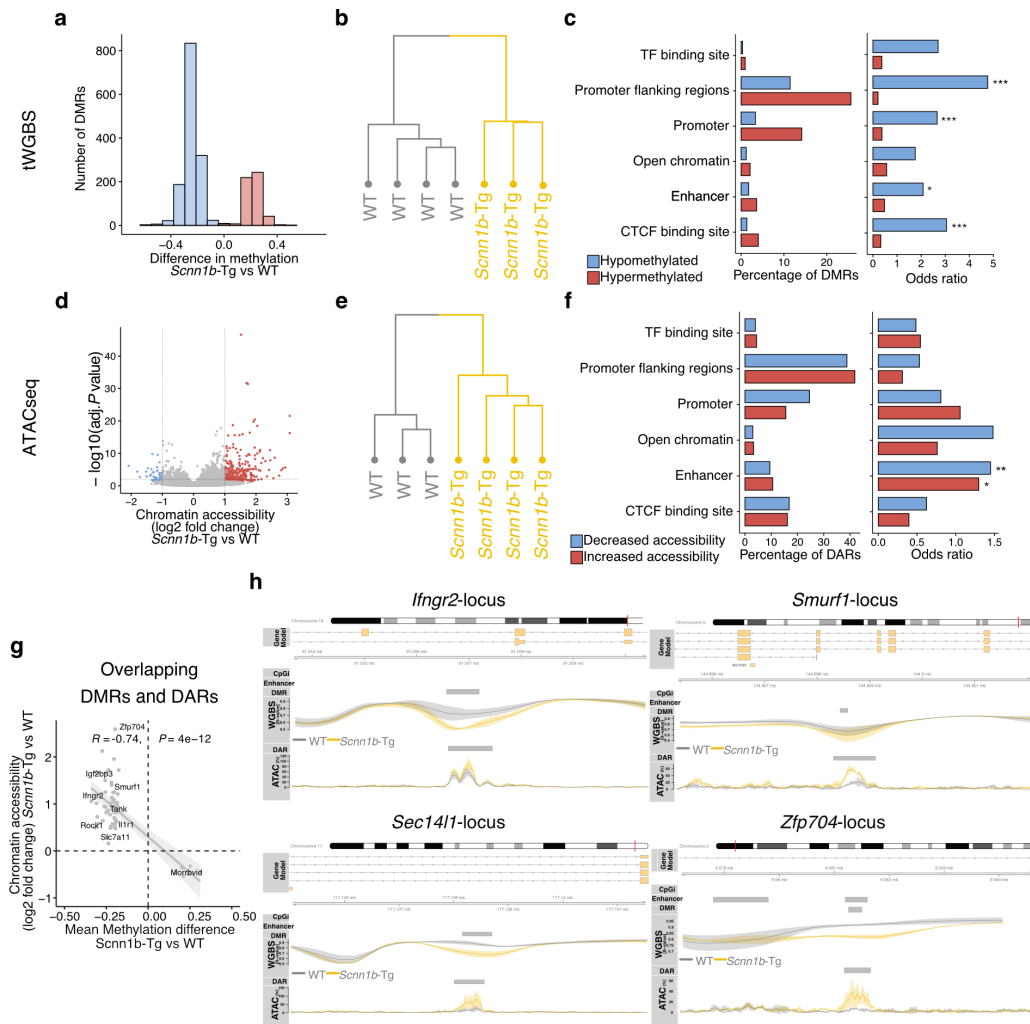 a
b
c
tWGBS
Number of DMRs
800
600
400
200
0
−0.4
0.0
0.4
Difference in methylation
Scnn1b-Tg vs WT
WT
WT
WT
WT
Scnn1b-Tg
Scnn1b-Tg
Scnn1b-Tg
TF binding site
Promoter flanking regions
Promoter
Open chromatin
Enhancer
CTCF binding site
***
***
*
***
0 10 20
Percentage of DMRs
0 1 2 3 4 5
Odds ratio
Hypomethylated
Hypermethylated
d
e
f
ATACseq
− log10(adj. P value)
40
30
20
10
0
−2 −1 0 1 2 3
Chromatin accessibility
(log2 fold change)
Scnn1b-Tg vs WT
WT
WT
WT
Scnn1b-Tg
Scnn1b-Tg
Scnn1b-Tg
Scnn1b-Tg
TF binding site
Promoter flanking regions
Promoter
Open chromatin
Enhancer
CTCF binding site
**
*
0 10 20 30 40
Percentage of DARs
0.0 0.5 1.0 1.5
Odds ratio
Decreased accessibility
Increased accessibility
g
Overlapping
DMRs and DARs
Chromatin accessibility
(log2 fold change) Scnn1b-Tg vs WT
Zfp704
R = -0.74, P = 4e−12
Igf2bp3
Smurf1
Ifngr2
Tank
Rock1
Il1r1
Slc7a11
Morrbvid
2
1
0
−1
−0.50 −0.25 0.00 0.25 0.50
Mean Methylation difference
Scnn1b-Tg vs WT
h
Ifngr2-locus
Chromosome 16
Gene Model
CpGi
Enhancer
DMR
WGBS
WT Scnn1b-Tg
DAR
ATAC
Smurf1-locus
Gene Model
CpGi
Enhancer
DMR
WGBS
WT Scnn1b-Tg
DAR
ATAC
Sec14l1-locus
Chromosome 11
Gene Model
CpGi
Enhancer
DMR
WGBS
WT Scnn1b-Tg
DAR
ATAC
Zfp704-locus
Gene Model
CpGi
Enhancer
DMR
WGBS
WT Scnn1b-Tg
DAR
ATAC